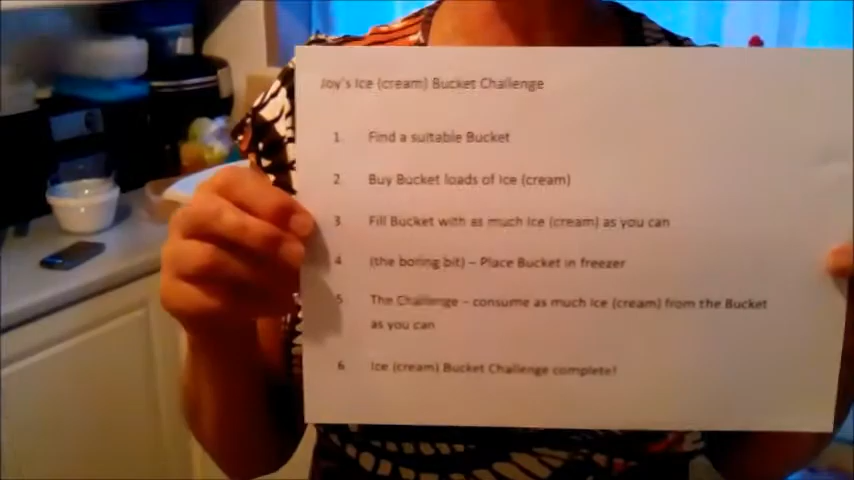 Joy's Ice (cream) Bucket Challenge
1 Find a suitable Bucket
2 Buy Bucket loads of Ice (cream)
3 Fill Bucket with as much Ice (cream) as you can
4 (the boring bit) – Place Bucket in freezer
5 The Challenge – consume as much Ice (cream) from the Bucket
as you can
6 Ice (cream) Bucket Challenge complete!